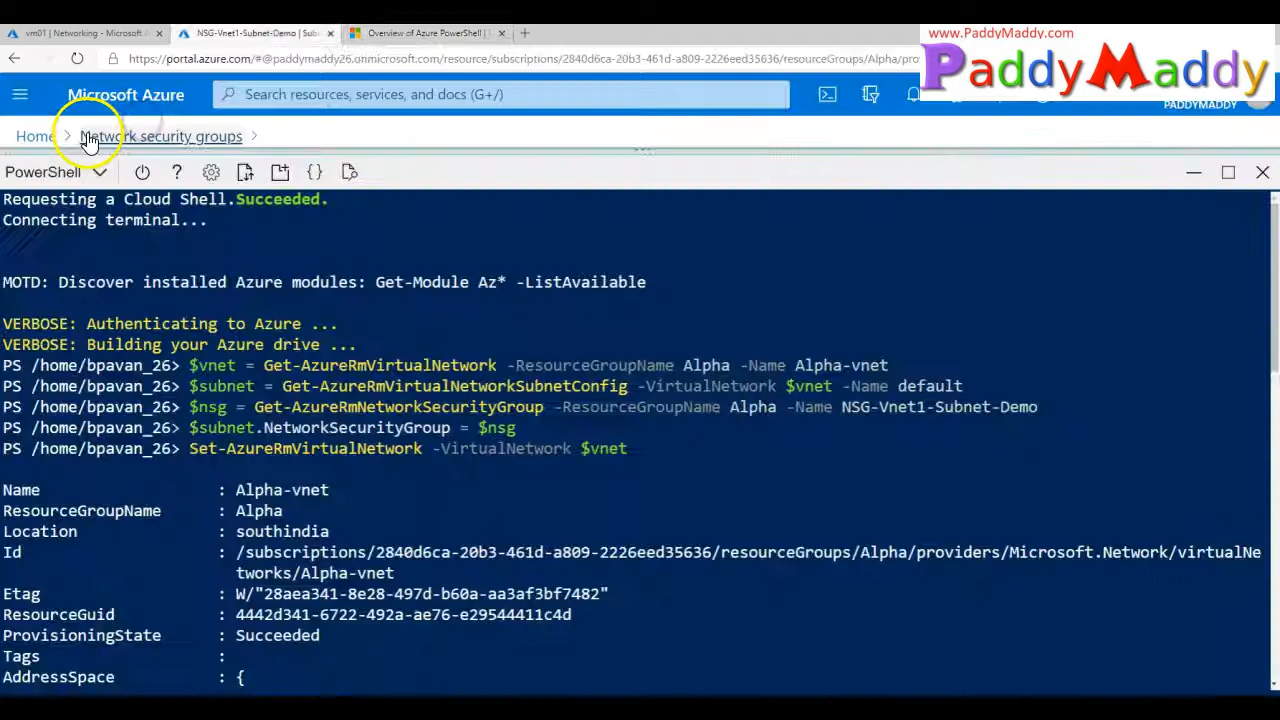 vm01 | Networking - Microsoft A
NSG-Vnet1-Subnet-Demo | Sub
Overview of Azure PowerShell |
www.PaddyMaddy.com
PaddyMaddy
https://portal.azure.com/#@paddymaddy26.onmicrosoft.com/resource/subscriptions/2840d6ca-20b3-461d-a809-2226eed35636/resourceGroups/Alpha/pro
Microsoft Azure
Search resources, services, and docs (G+/)
PADDYMADDY
Home > Network security groups >
PowerShell
Requesting a Cloud Shell.Succeeded.
Connecting terminal...
MOTD: Discover installed Azure modules: Get-Module Az* -ListAvailable
VERBOSE: Authenticating to Azure ...
VERBOSE: Building your Azure drive ...
PS /home/bpavan_26> $vnet = Get-AzureRmVirtualNetwork -ResourceGroupName Alpha -Name Alpha-vnet
PS /home/bpavan_26> $subnet = Get-AzureRmVirtualNetworkSubnetConfig -VirtualNetwork $vnet -Name default
PS /home/bpavan_26> $nsg = Get-AzureRmNetworkSecurityGroup -ResourceGroupName Alpha -Name NSG-Vnet1-Subnet-Demo
PS /home/bpavan_26> $subnet.NetworkSecurityGroup = $nsg
PS /home/bpavan_26> Set-AzureRmVirtualNetwork -VirtualNetwork $vnet
Name : Alpha-vnet
ResourceGroupName : Alpha
Location : southindia
Id : /subscriptions/2840d6ca-20b3-461d-a809-2226eed35636/resourceGroups/Alpha/providers/Microsoft.Network/virtualNe
tworks/Alpha-vnet
Etag : W/"28aea341-8e28-497d-b60a-aa3af3bf7482"
ResourceGuid : 4442d341-6722-492a-ae76-e29544411c4d
ProvisioningState : Succeeded
Tags :
AddressSpace : {